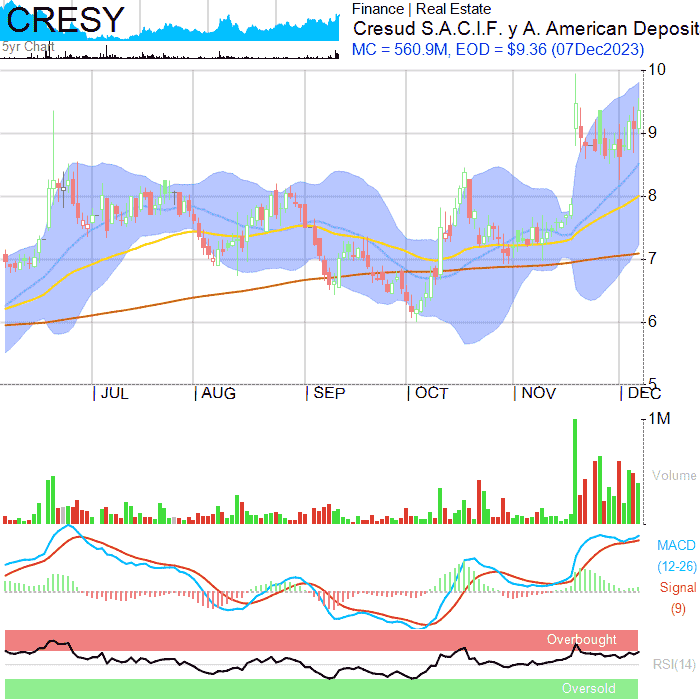 CRESY
5yr Chart
Finance | Real Estate
Cresud S.A.C.I.F. y A. American Deposit
MC = 560.9M, EOD = $9.36 (07Dec2023)
10
9
8
7
6
5
JUL AUG SEP OCT NOV DEC
1M
Volume
MACD
(12-26)
Signal
(9)
Overbought
RSI(14)
Oversold